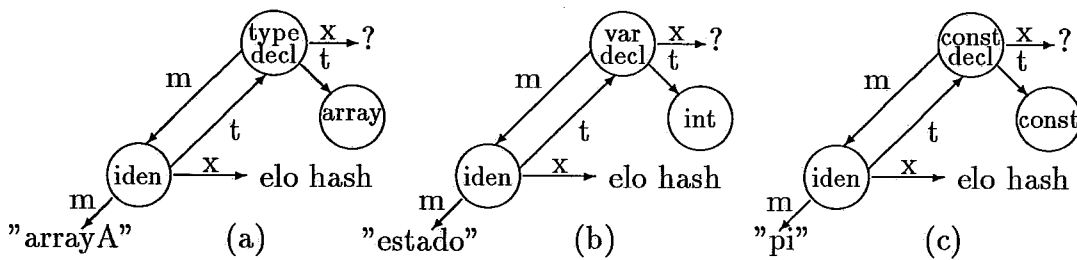 type
decl
x
t
?
m
array
t
iden
x
elo hash
m
"arrayA"
(a)
var
decl
x
t
?
m
int
t
iden
x
elo hash
m
"estado"
(b)
const
decl
x
t
?
m
const
t
iden
x
elo hash
m
"pi"
(c)